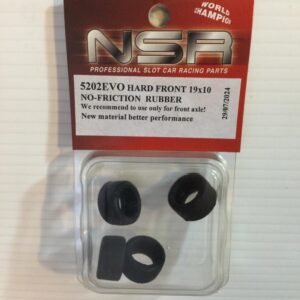 WORLD
CHAMPION
NSR
PROFESSIONAL SLOT CAR RACING PARTS
5202EVO HARD FRONT 19x10
NO-FRICTION RUBBER
We recommend to use only for front axle!
New material better performance
29/07/2024